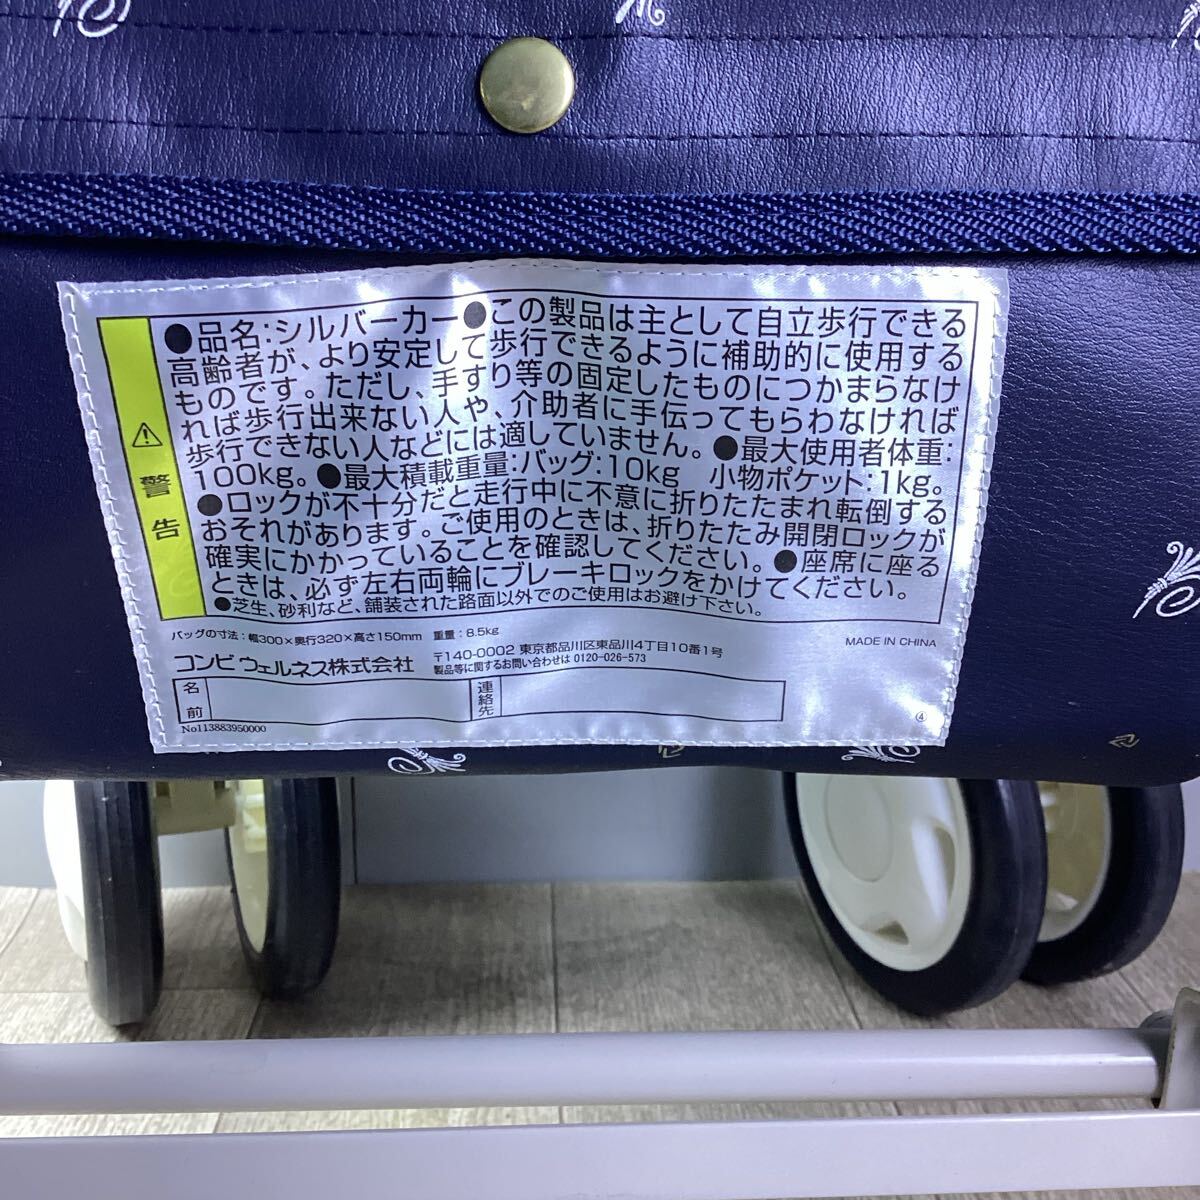 ⚠警告
●品名:シルバーカー●この製品は主として自立歩行できる
高齢者が、より安定して歩行できるように補助的に使用する
ものです。ただし、手すり等の固定したものにつかまらなけ
れば歩行出来ない人や、介助者に手伝ってもらわなければ
歩行できない人などには適していません。●最大使用者体重:
100kg。●最大積載重量:バッグ:10kg 小物ポケット:1kg。
●ロックが不十分だと走行中に不意に折りたたまれ転倒する
おそれがあります。ご使用のときは、折りたたみ開閉ロックが
確実にかかっていることを確認してください。●座席に座る
ときは、必ず左右両輪にブレーキロックをかけてください。
●芝生、砂利など、舗装された路面以外でのご使用はお避け下さい。
バッグの寸法:幅300×奥行320×高さ150mm 重量:8.5kg
MADE IN CHINA
コンビウェルネス株式会社
〒140-0002 東京都品川区東品川4丁目10番1号
製品等に関するお問い合わせは 0120-026-573
名前
連絡先
No113883950000
④